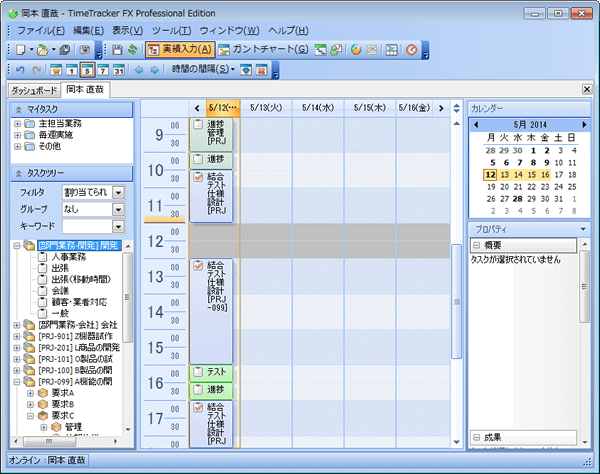 岡本 直哉 - TimeTracker FX Professional Edition
ファイル(F) 編集(E) 表示(V) ツール(T) ウィンドウ(W) ヘルプ(H)
実績入力(A) ガントチャート(G)
1 5 7 31 時間の間隔(S)
ダッシュボード 岡本 直哉
マイタスク
主担当業務
毎週実施
その他
タスクツリー
フィルタ 割り当てられ
グループ なし
キーワード
[部門業務-開発] 開発
人事業務
出張
出張(移動時間)
会議
顧客・業者対応
一般
[部門業務-会社] 会社
[PRJ-901] Z機器試作
[PRJ-201] U商品の開発
[PRJ-101] O製品の試
[PRJ-100] B製品の開
[PRJ-099] A機能の開
要求A
要求B
要求C
管理
5/12(... 5/13(火) 5/14(水) 5/15(木) 5/16(金)
9 00
30
10 00
30
11 00
30
12 00
30
13 00
30
14 00
30
15 00
30
16 00
30
17 00
進捗
管理
[PRJ
進捗
結合
テスト
仕様
設計
[PRJ
結合
テスト
仕様
設計
[PRJ
-099]
テスト
進捗
結合
テスト
仕様
設計
[PRJ
カレンダー
5月 2014
月 火 水 木 金 土 日
28 29 30 1 2 3 4
5 6 7 8 9 10 11
12 13 14 15 16 17 18
19 20 21 22 23 24 25
26 27 28 29 30 31 1
2 3 4 5 6 7 8
プロパティ
概要
タスクが選択されていません
成果
オンライン : 岡本 直哉